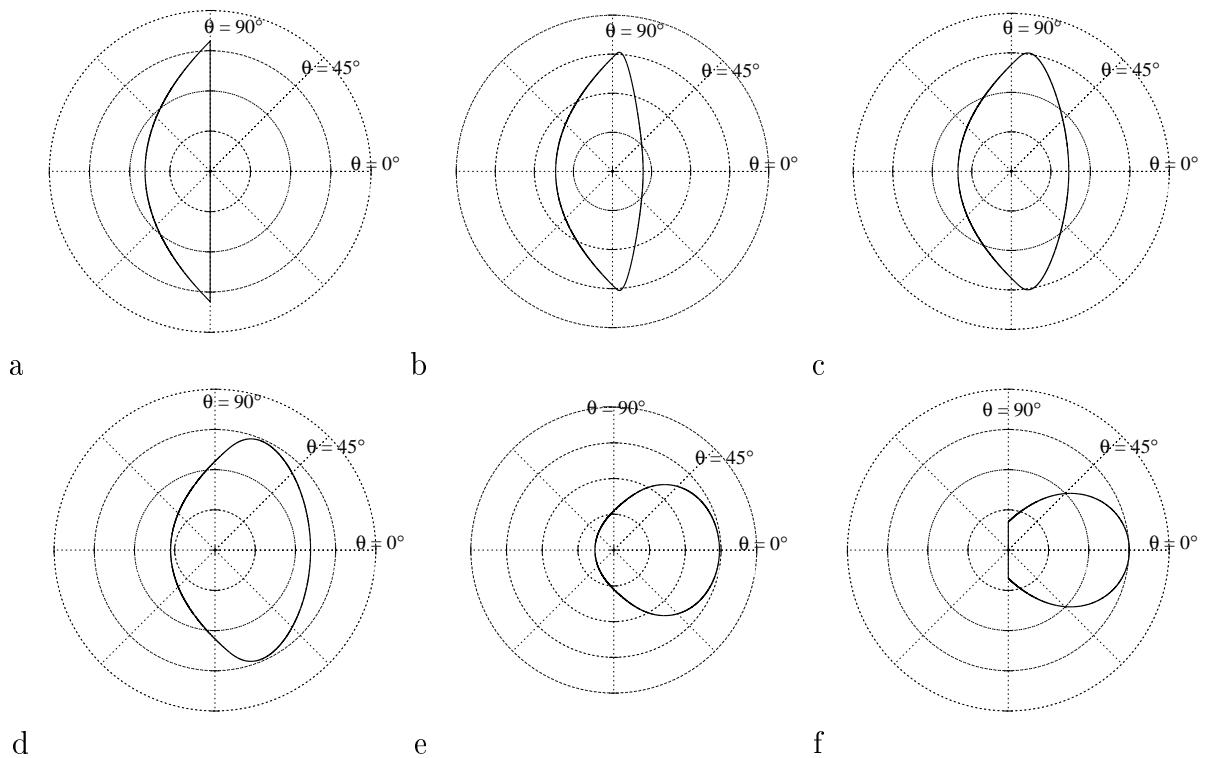 θ = 90°
θ = 45°
θ = 0°
a
θ = 90°
θ = 45°
θ = 0°
b
θ = 90°
θ = 45°
θ = 0°
c
θ = 90°
θ = 45°
θ = 0°
d
θ = 90°
θ = 45°
θ = 0°
e
θ = 90°
θ = 45°
θ = 0°
f